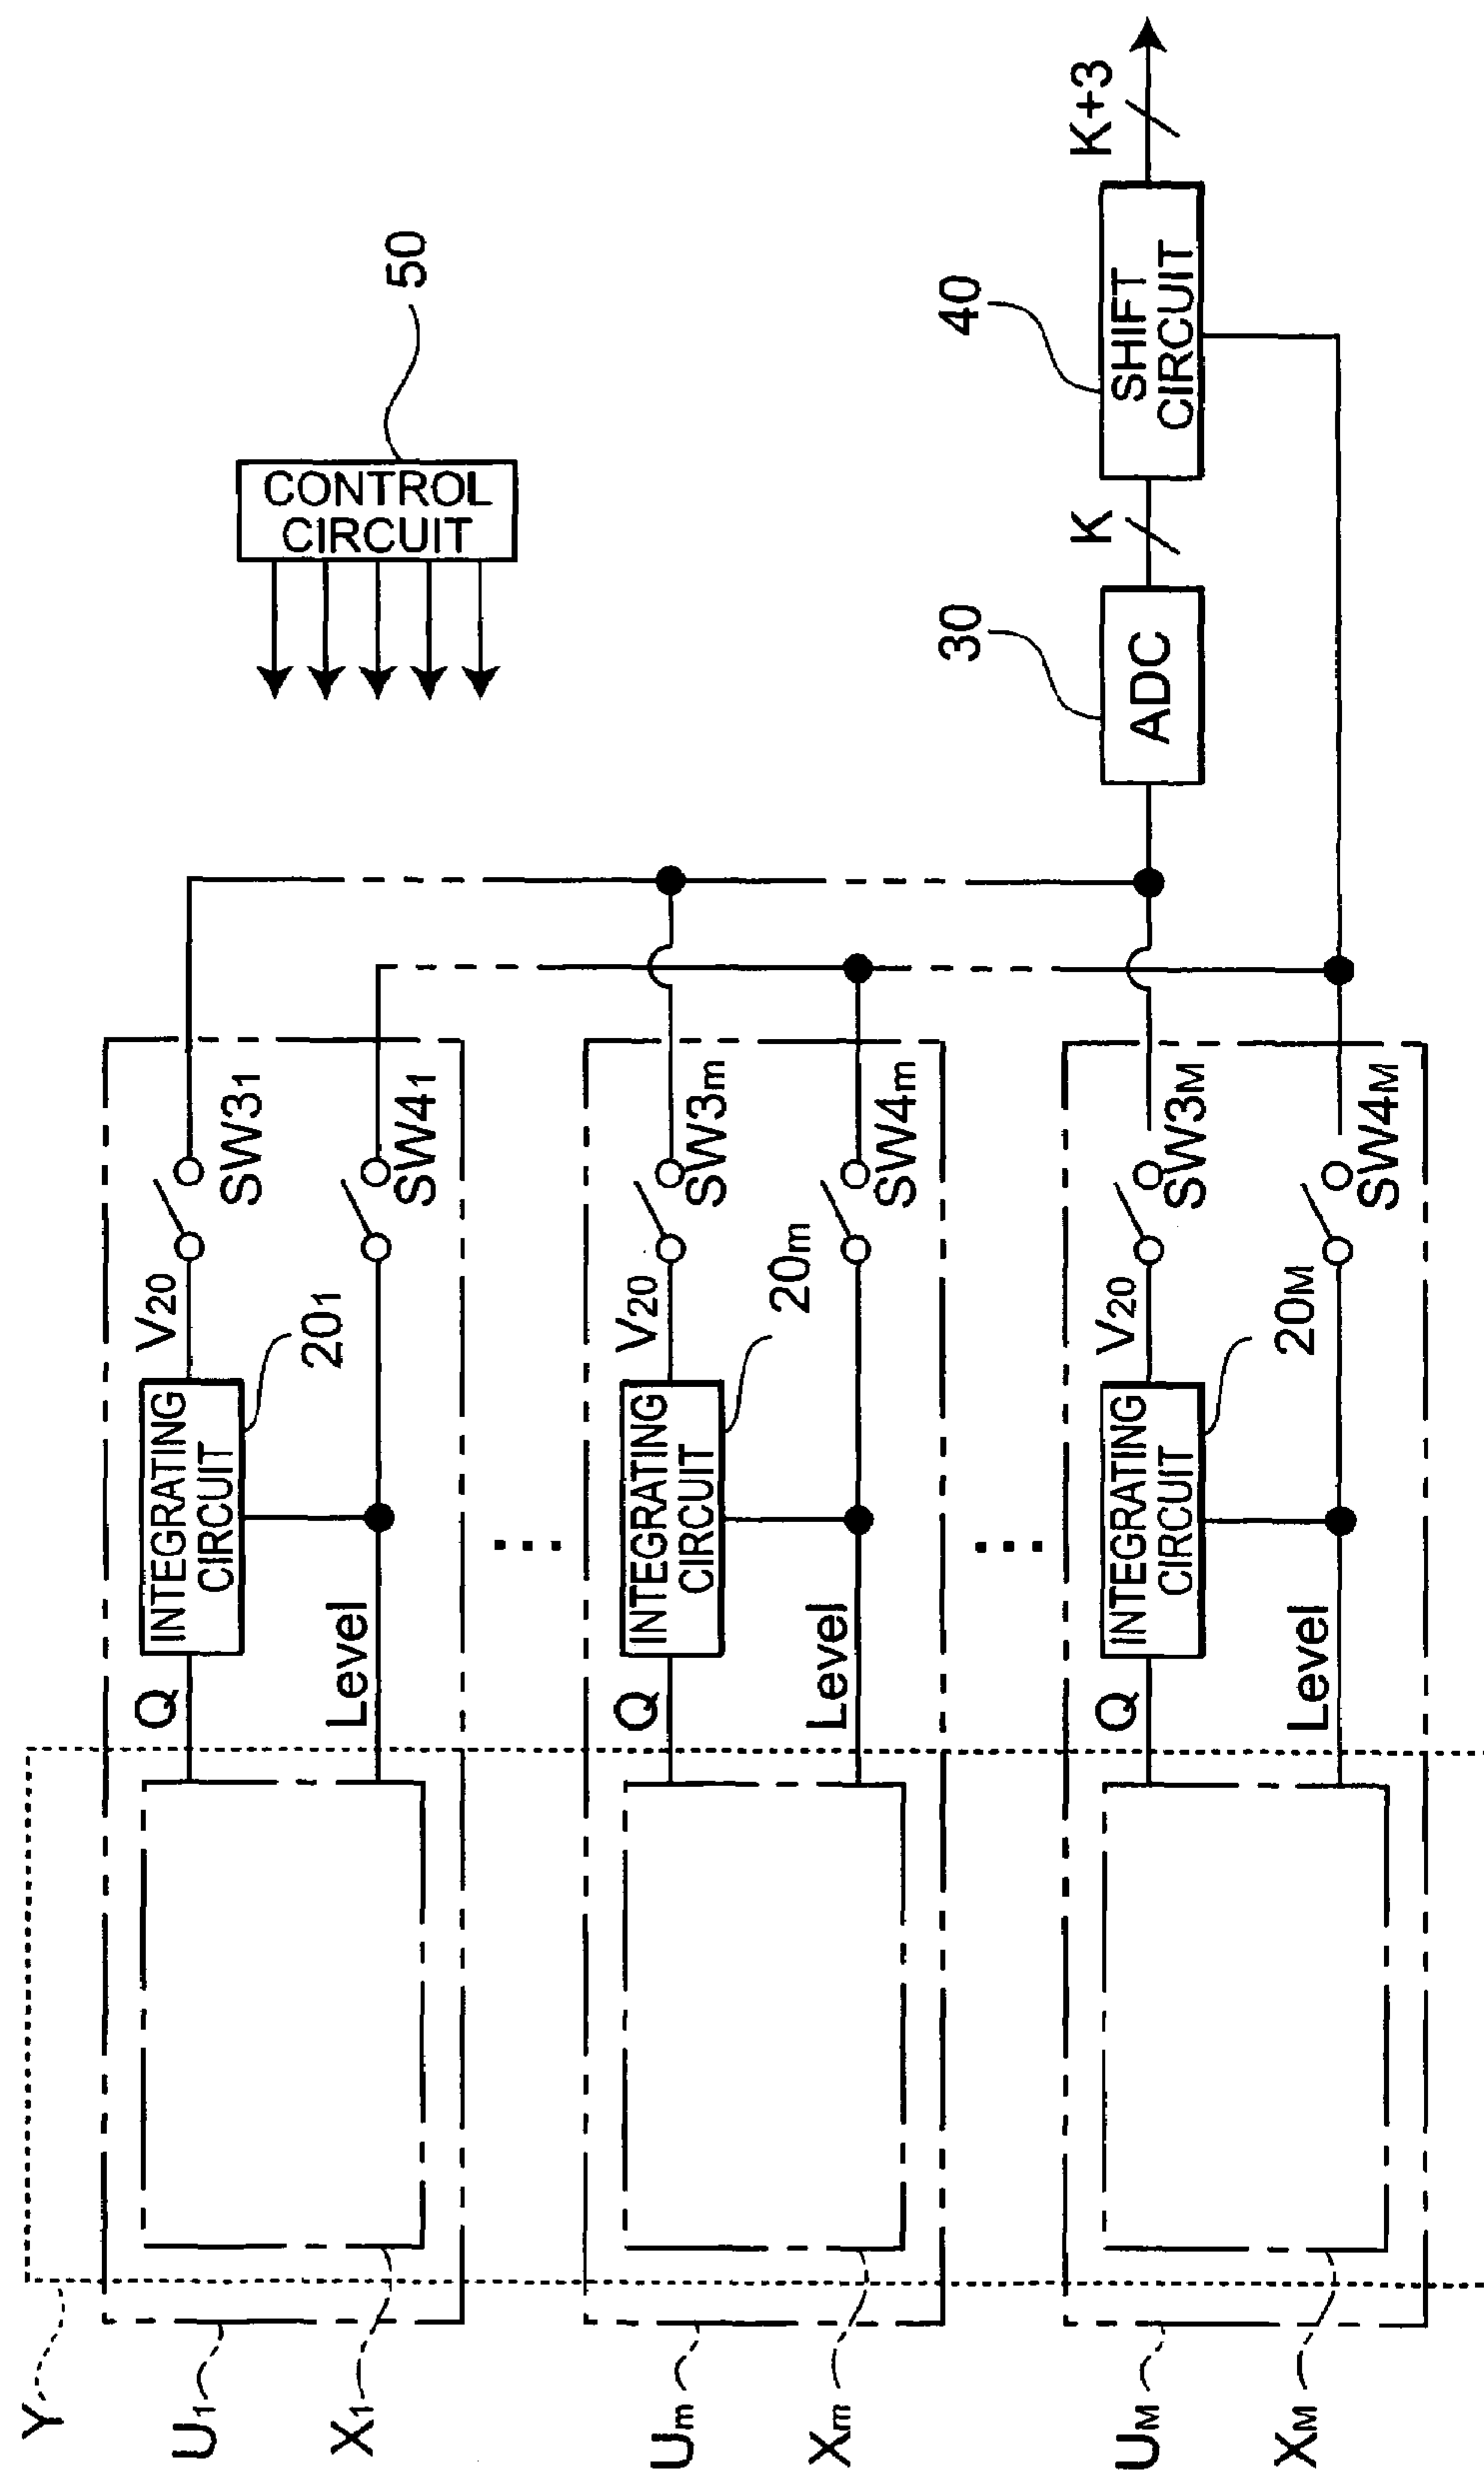 Y
U1
X1
Q
Level
INTEGRATING
CIRCUIT
201
V20
SW31
SW41
CONTROL
CIRCUIT
50
Um
Xm
Q
Level
INTEGRATING
CIRCUIT
20m
V20
SW3m
SW4m
UM
XM
Q
Level
INTEGRATING
CIRCUIT
20M
V20
SW3M
SW4M
30
ADC
K
40
SHIFT
CIRCUIT
K+3